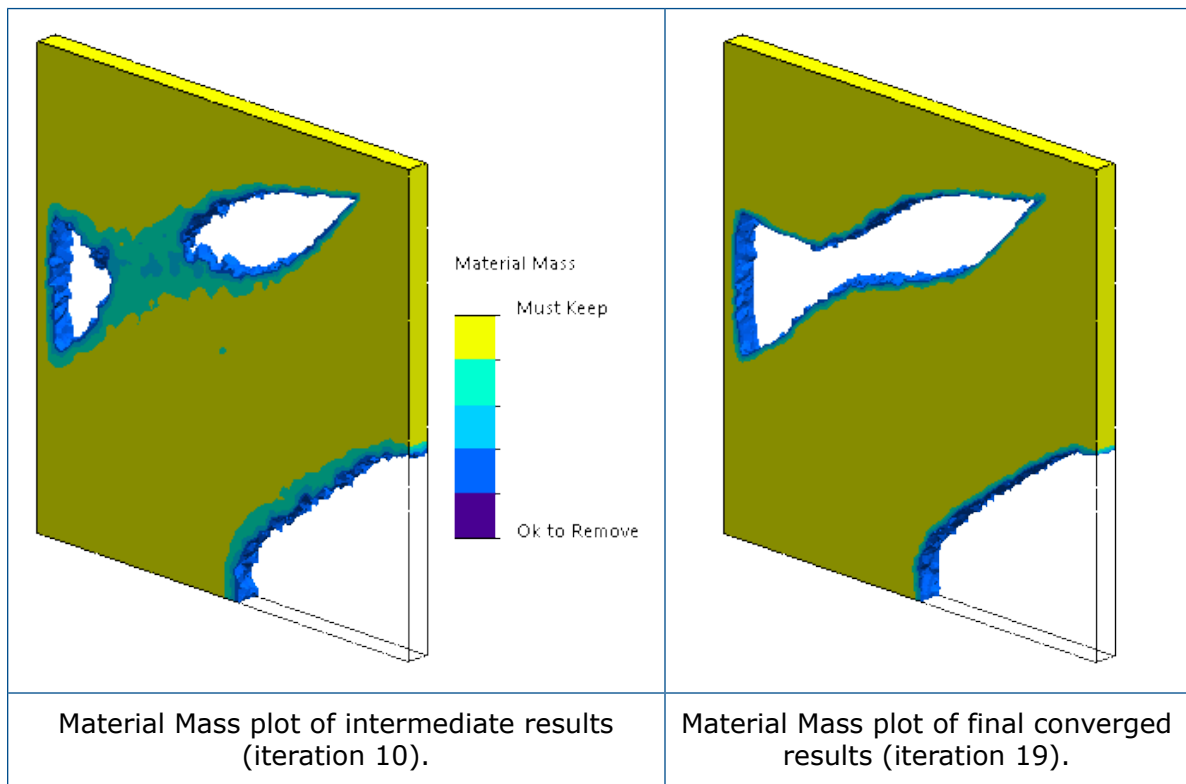 Material Mass
Must Keep
Ok to Remove
Material Mass plot of intermediate results
(iteration 10).
Material Mass plot of final converged
results (iteration 19).